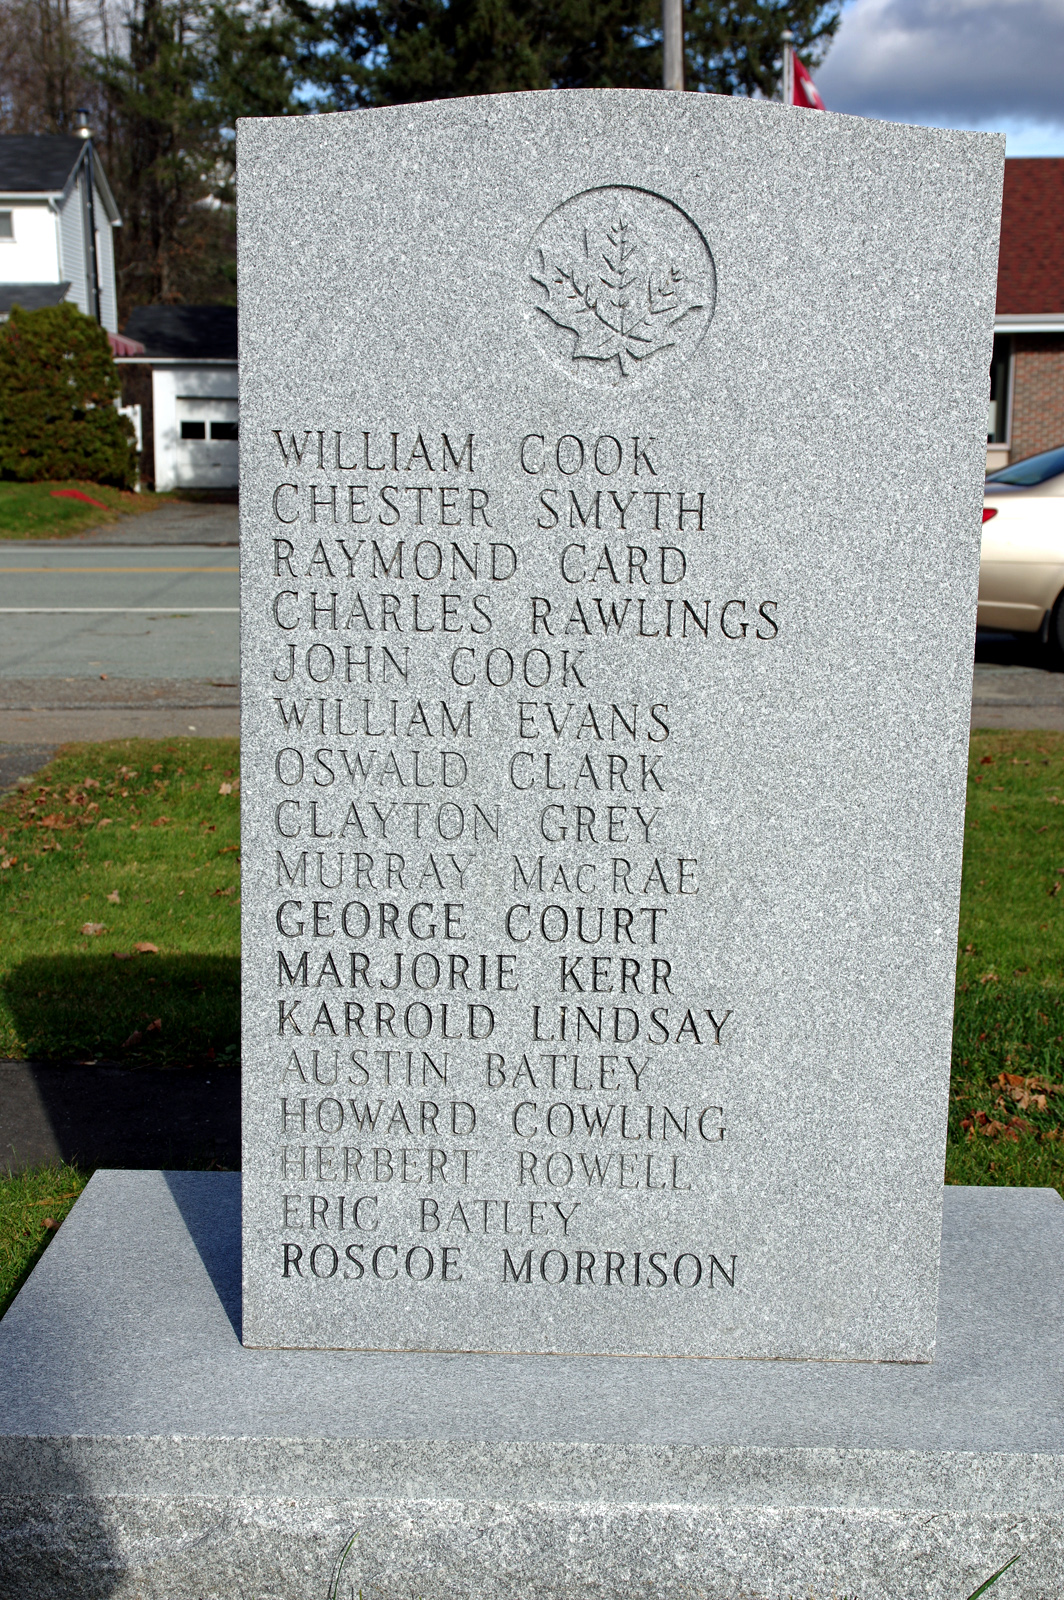 WILLIAM COOK
CHESTER SMYTH
RAYMOND CARD
CHARLES RAWLINGS
JOHN COOK
WILLIAM EVANS
OSWALD CLARK
CLAYTON GREY
MURRAY MACRAE
GEORGE COURT
MARJORIE KERR
KARROLD LINDSAY
AUSTIN BATLEY
HOWARD COWLING
HERBERT ROWELL
ERIC BATLEY
ROSCOE MORRISON